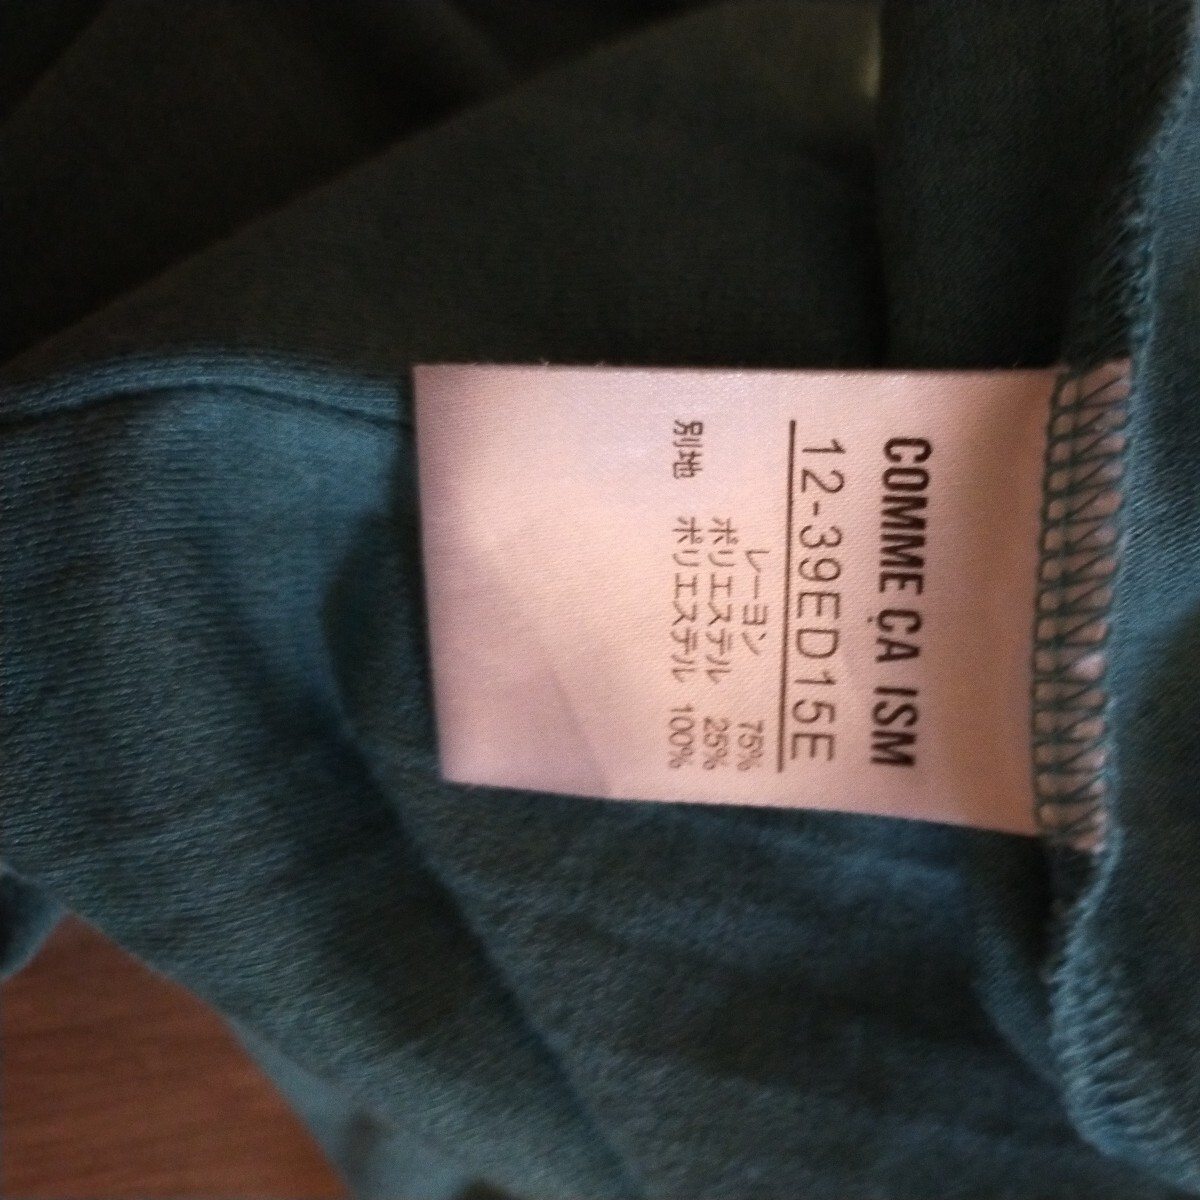 COMME ÇA ISM
12-39ED15E
レーヨン 75%
ポリエステル 25%
別地 ポリエステル 100%